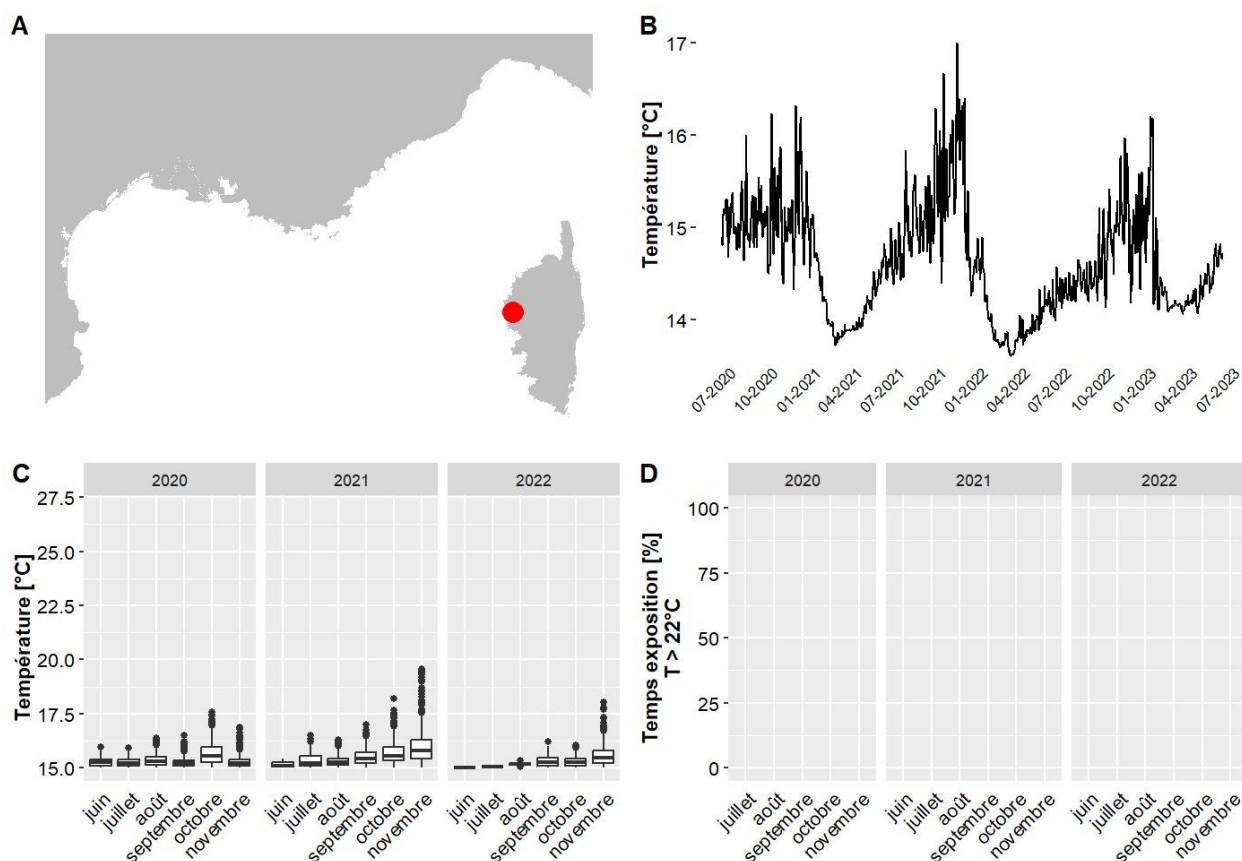 A
B
Température [°C]
17
16
15
14
07-2020
10-2020
01-2021
04-2021
07-2021
10-2021
01-2022
04-2022
07-2022
10-2022
01-2023
04-2023
07-2023
C
2020
2021
2022
Température [°C]
27.5
25.0
22.5
20.0
17.5
15.0
juin
juillet
août
septembre
octobre
novembre
juin
juillet
août
septembre
octobre
novembre
juin
juillet
août
septembre
octobre
novembre
D
2020
2021
2022
Temps exposition [%]
T > 22°C
100
75
50
25
0
juillet
août
septembre
octobre
novembre
juin
juillet
août
septembre
octobre
novembre
juin
juillet
août
septembre
octobre
novembre